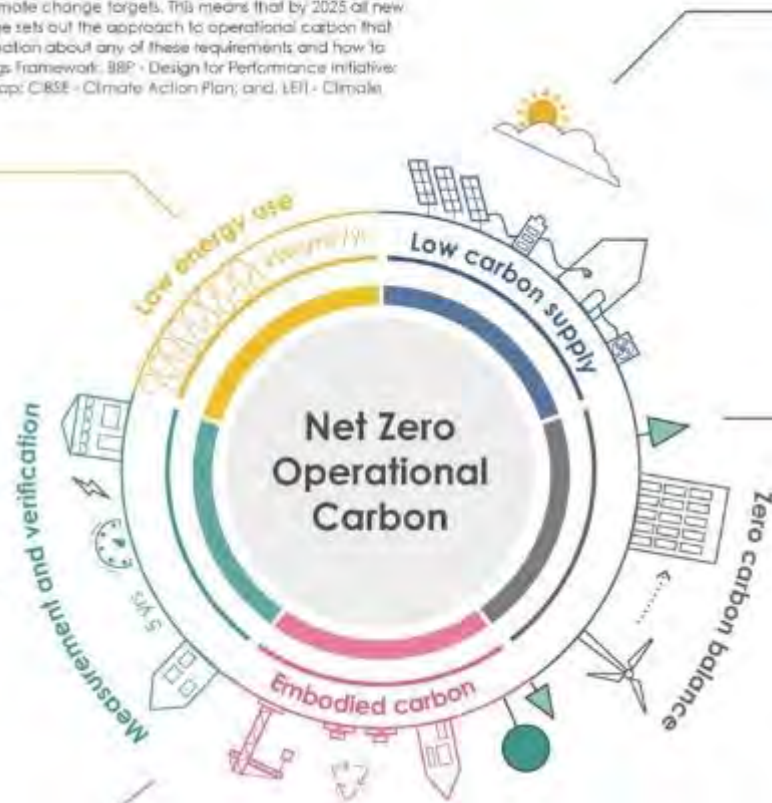 mate change targets. This means that by 2025 all new
e sets out the approach to operational carbon that
ation about any of these requirements and how to
gs Framework; BBP - Design for Performance initiative;
ap; CIBSE - Climate Action Plan; and, LETI - Climate
Low energy use
kWh/m²/yr
Low carbon supply
Net Zero
Operational
Carbon
Measurement and verification
5 yrs
Zero carbon balance
Embodied carbon